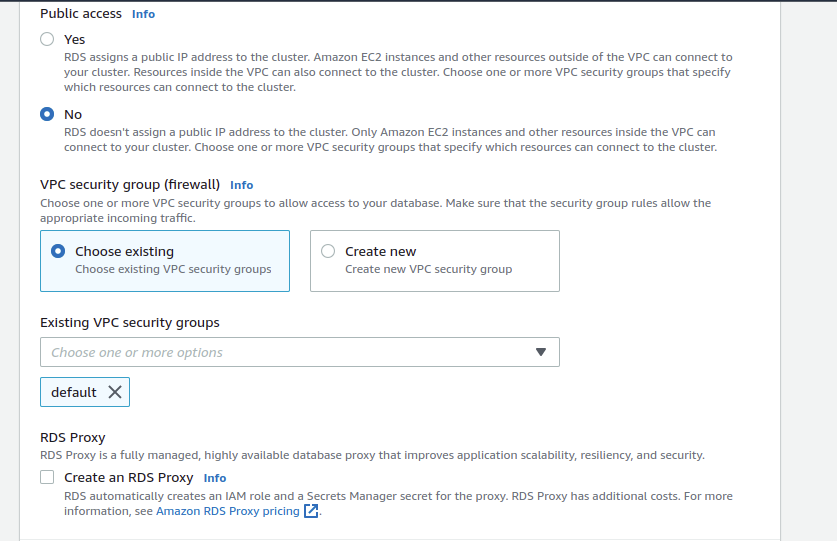 Public access Info
Yes
RDS assigns a public IP address to the cluster. Amazon EC2 instances and other resources outside of the VPC can connect to
your cluster. Resources inside the VPC can also connect to the cluster. Choose one or more VPC security groups that specify
which resources can connect to the cluster.
No
RDS doesn't assign a public IP address to the cluster. Only Amazon EC2 instances and other resources inside the VPC can
connect to your cluster. Choose one or more VPC security groups that specify which resources can connect to the cluster.
VPC security group (firewall) Info
Choose one or more VPC security groups to allow access to your database. Make sure that the security group rules allow the
appropriate incoming traffic.
Choose existing
Choose existing VPC security groups
Create new
Create new VPC security group
Existing VPC security groups
Choose one or more options
default
RDS Proxy
RDS Proxy is a fully managed, highly available database proxy that improves application scalability, resiliency, and security.
Create an RDS Proxy Info
RDS automatically creates an IAM role and a Secrets Manager secret for the proxy. RDS Proxy has additional costs. For more
information, see Amazon RDS Proxy pricing.